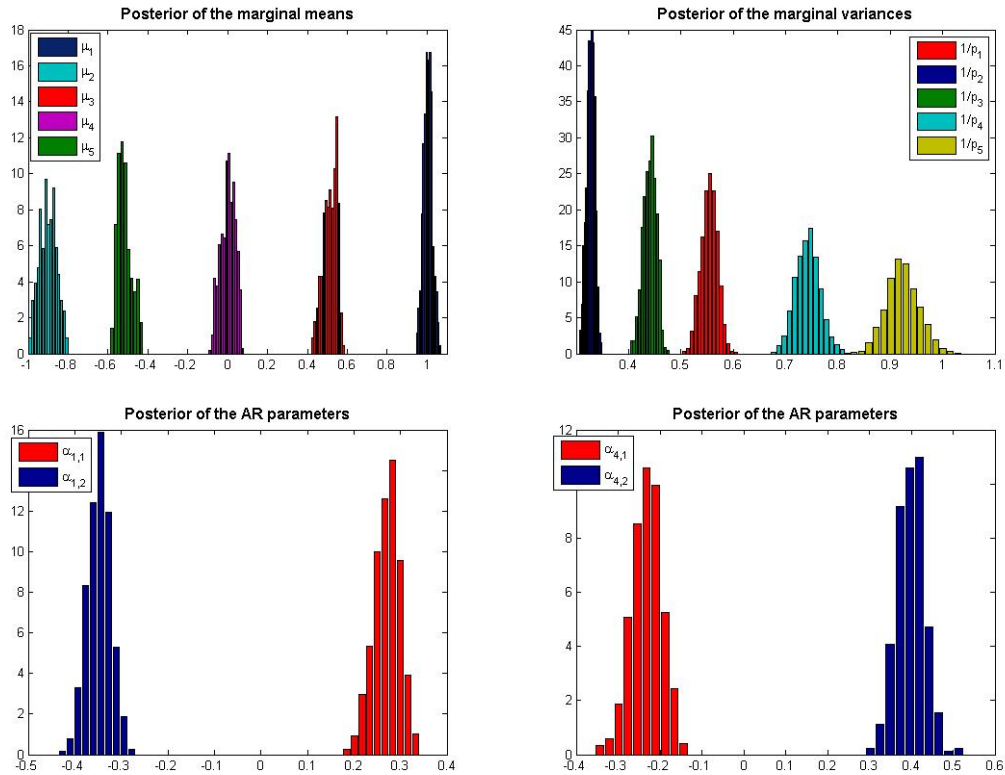 Posterior of the marginal means
18
16
14
12
10
8
6
4
2
0
-1 -0.8 -0.6 -0.4 -0.2 0 0.2 0.4 0.6 0.8 1
μ1
μ2
μ3
μ4
μ5
Posterior of the marginal variances
45
40
35
30
25
20
15
10
5
0
0.4 0.5 0.6 0.7 0.8 0.9 1 1.1
1/p1
1/p2
1/p3
1/p4
1/p5
Posterior of the AR parameters
16
14
12
10
8
6
4
2
0
-0.5 -0.4 -0.3 -0.2 -0.1 0 0.1 0.2 0.3 0.4
α1,1
α1,2
Posterior of the AR parameters
12
8
6
4
2
0
-0.4 -0.3 -0.2 -0.1 0 0.1 0.2 0.3 0.4 0.5 0.6
α4,1
α4,2